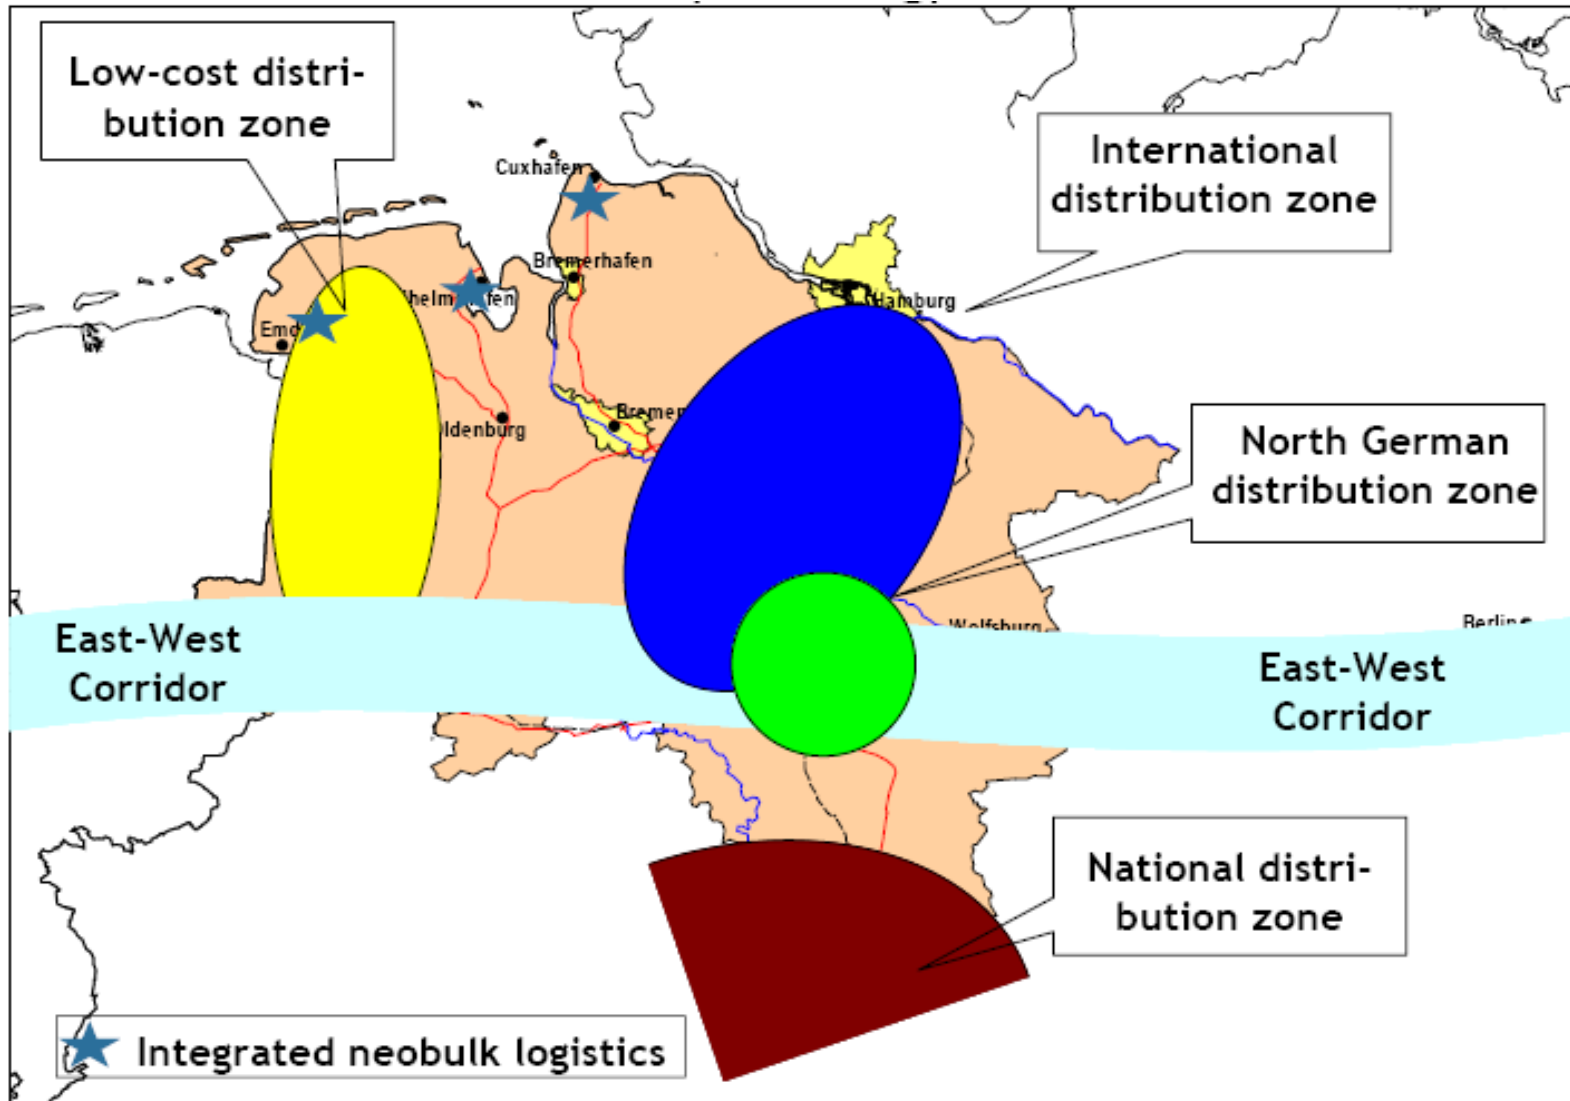 Low-cost distri-
bution zone
International
distribution zone
Cuxhafen
Bremerhafen
Hamburg
North German
distribution zone
Bremen
East-West
Corridor
East-West
Corridor
National distri-
bution zone
Integrated neobulk logistics